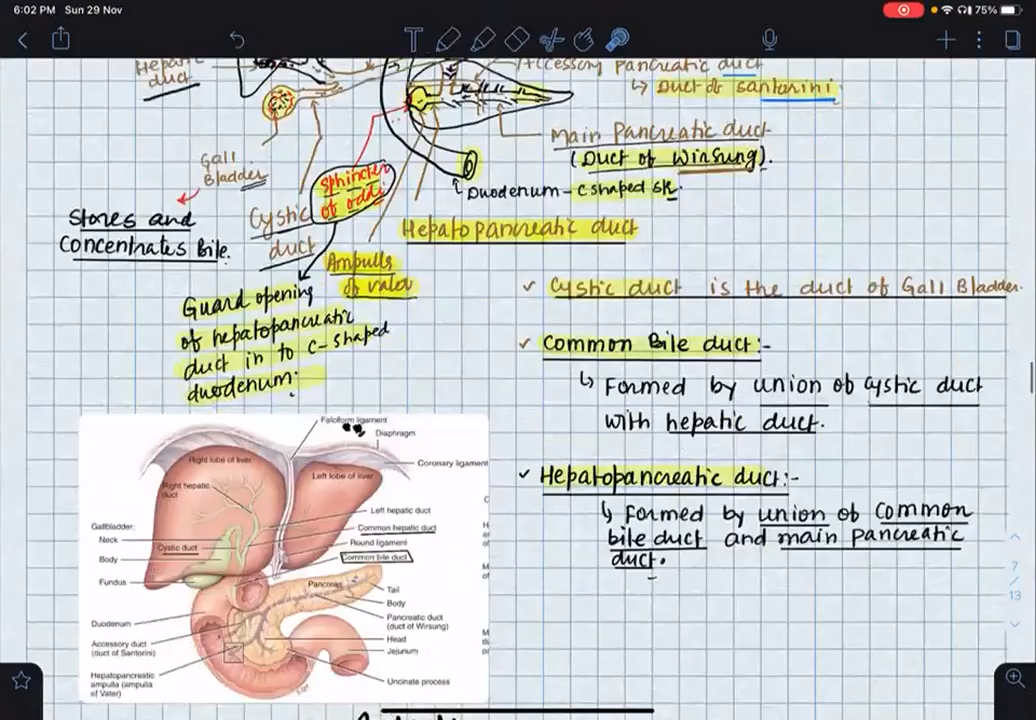 6:02 PM Sun 29 Nov
75%
Hepatic
duct
Accessory pancreatic duct
↳ Duct of santorini
Main Pancreatic duct
(Duct of Winsung).
Duodenum - C shaped
Gall
Bladder
Stores and
Concentrates Bile.
Cystic
duct
Sphincter
of oddi
Hepatopancreatic duct
Ampulla
of vater
Guard opening
of hepatopancreatic
duct in to C-shaped
duodenum.
✓ Cystic duct is the duct of Gall Bladder.
✓ Common Bile duct:-
↳ Formed by union of cystic duct
with hepatic duct.
✓ Hepatopancreatic duct:-
↳ Formed by union of Common
bile duct and main pancreatic
duct.
Falciform ligament
Diaphragm
Right lobe of liver
Coronary ligament
Left lobe of liver
Right hepatic
duct
Left hepatic duct
Gallbladder:
Common hepatic duct
Neck
Cystic duct
Round ligament
Body
Common bile duct
Fundus
Pancreas
Tail
Body
Duodenum
Pancreatic duct
(duct of Wirsung)
Accessory duct
(duct of Santorini)
Head
Jejunum
Hepatopancreatic
ampulla (ampulla
of Vater)
Uncinate process
7
13